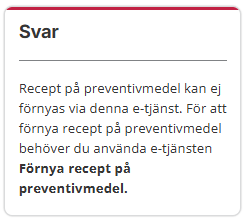 Svar
Recept på preventivmedel kan ej
förnyas via denna e-tjänst. För att
förnya recept på preventivmedel
behöver du använda e-tjänsten
Förnya recept på
preventivmedel.